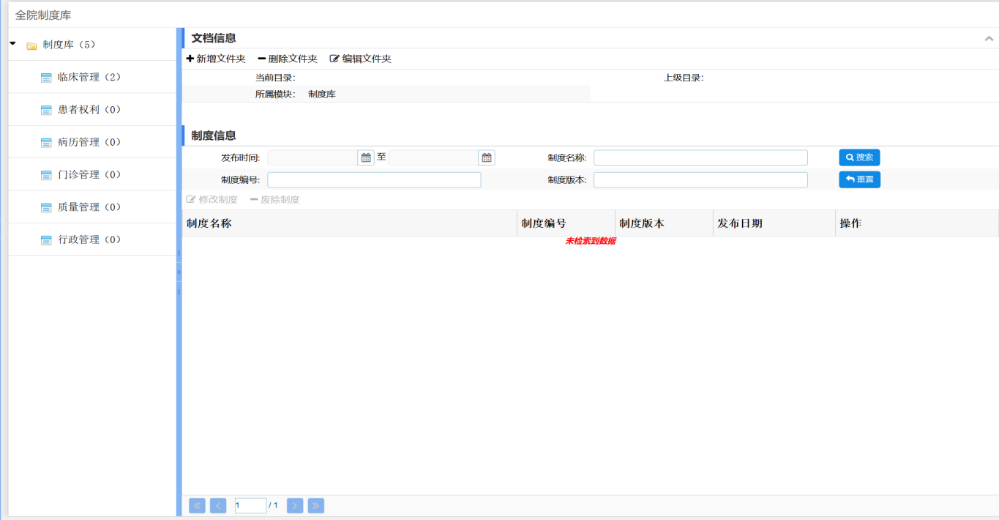 全院制度库
制度库（5）
临床管理（2）
患者权利（0）
病历管理（0）
门诊管理（0）
质量管理（0）
行政管理（0）
文档信息
新增文件夹 删除文件夹 编辑文件夹
当前目录: 上级目录:
所属模块: 制度库
制度信息
发布时间: 至 制度名称: 搜索
制度编号: 制度版本: 重置
修改制度 废除制度
制度名称 制度编号 制度版本 发布日期 操作
未检索到数据
1 / 1